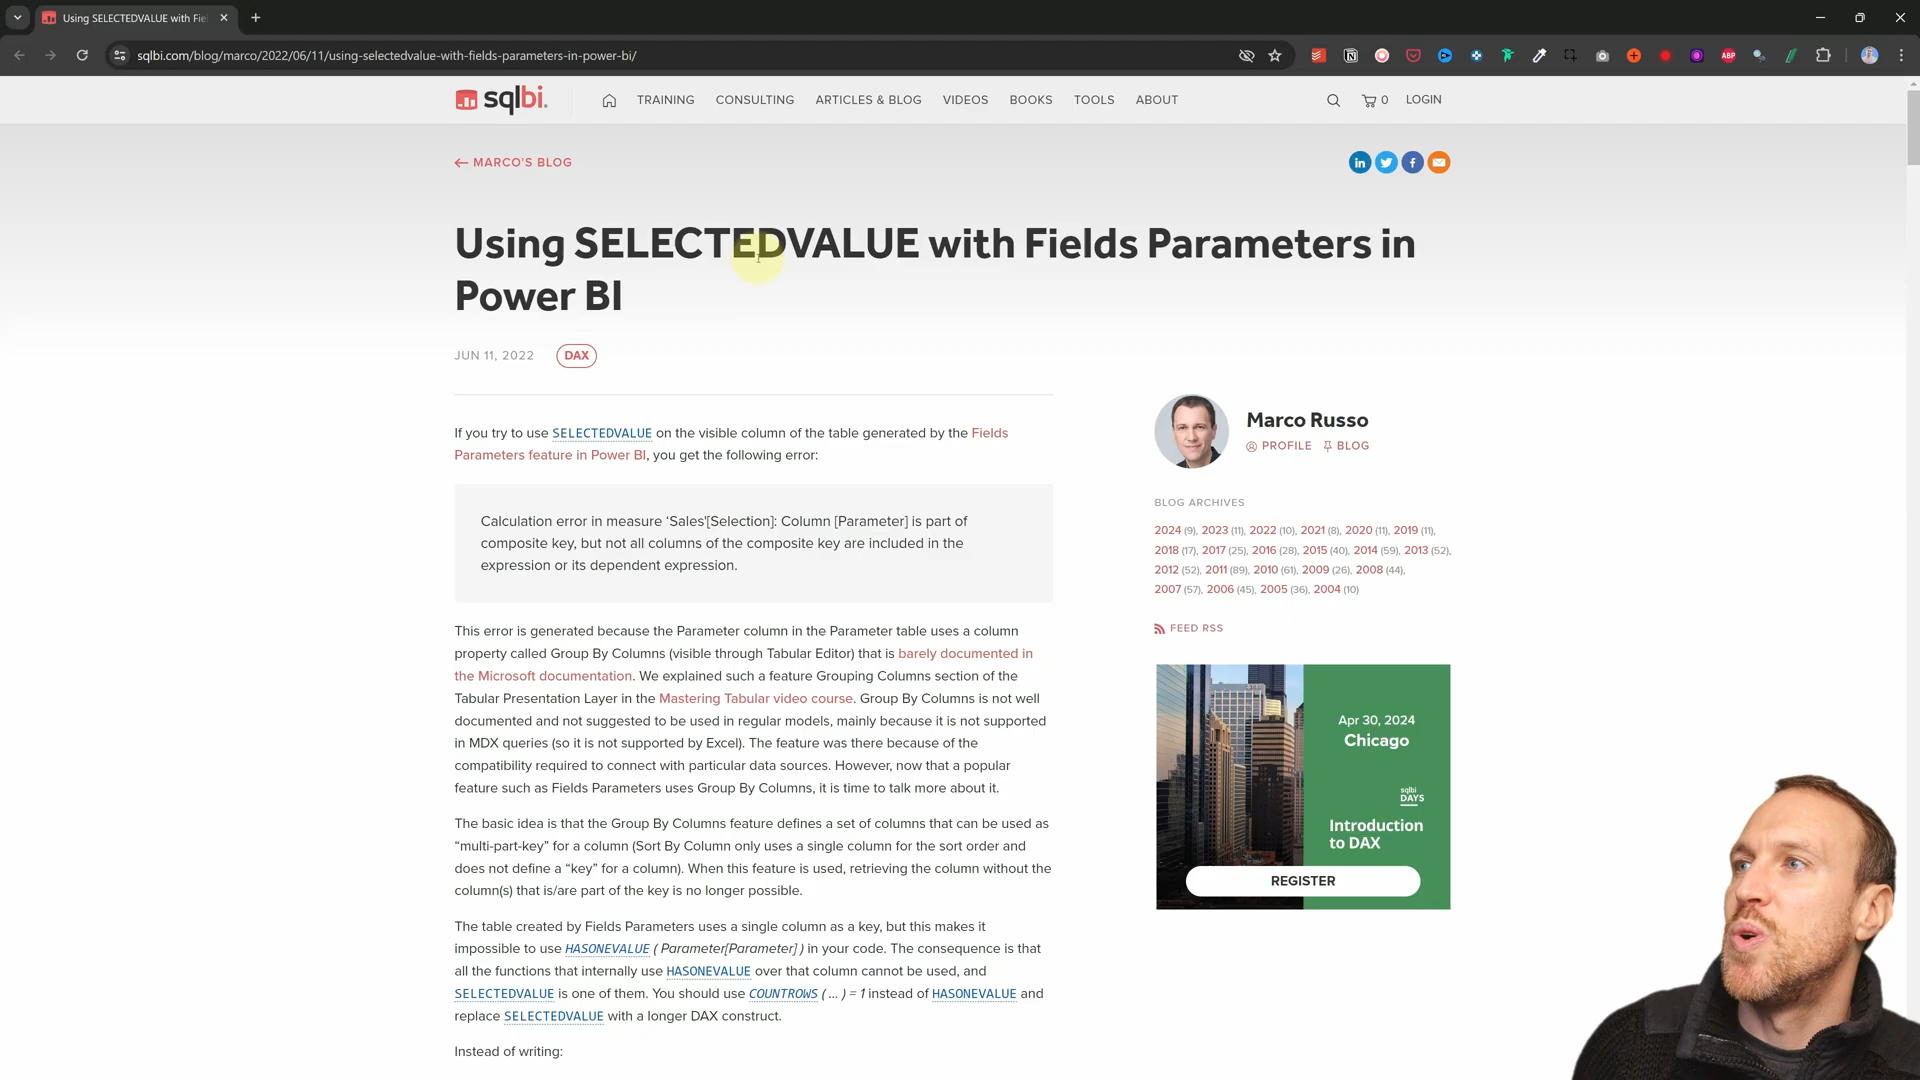 Using SELECTEDVALUE with Fie
sqlbi.com/blog/marco/2022/06/11/using-selectedvalue-with-fields-parameters-in-power-bi/
ABP
sqlbi.
TRAINING
CONSULTING
ARTICLES & BLOG
VIDEOS
BOOKS
TOOLS
ABOUT
0
LOGIN
← MARCO'S BLOG
in
Using SELECTEDVALUE with Fields Parameters in
Power BI
JUN 11, 2022
DAX
If you try to use SELECTEDVALUE on the visible column of the table generated by the Fields
Parameters feature in Power BI, you get the following error:
Calculation error in measure ‘Sales'[Selection]: Column [Parameter] is part of
composite key, but not all columns of the composite key are included in the
expression or its dependent expression.
This error is generated because the Parameter column in the Parameter table uses a column
property called Group By Columns (visible through Tabular Editor) that is barely documented in
the Microsoft documentation. We explained such a feature Grouping Columns section of the
Tabular Presentation Layer in the Mastering Tabular video course. Group By Columns is not well
documented and not suggested to be used in regular models, mainly because it is not supported
in MDX queries (so it is not supported by Excel). The feature was there because of the
compatibility required to connect with particular data sources. However, now that a popular
feature such as Fields Parameters uses Group By Columns, it is time to talk more about it.
The basic idea is that the Group By Columns feature defines a set of columns that can be used as
“multi-part-key” for a column (Sort By Column only uses a single column for the sort order and
does not define a “key” for a column). When this feature is used, retrieving the column without the
column(s) that is/are part of the key is no longer possible.
The table created by Fields Parameters uses a single column as a key, but this makes it
impossible to use HASONEVALUE ( Parameter[Parameter] ) in your code. The consequence is that
all the functions that internally use HASONEVALUE over that column cannot be used, and
SELECTEDVALUE is one of them. You should use COUNTROWS ( … ) = 1 instead of HASONEVALUE and
replace SELECTEDVALUE with a longer DAX construct.
Instead of writing:
Marco Russo
PROFILE
BLOG
BLOG ARCHIVES
2024 (9), 2023 (11), 2022 (10), 2021 (8), 2020 (11), 2019 (11),
2018 (17), 2017 (25), 2016 (28), 2015 (40), 2014 (59), 2013 (52),
2012 (52), 2011 (89), 2010 (61), 2009 (26), 2008 (44),
2007 (57), 2006 (45), 2005 (36), 2004 (10)
FEED RSS
Apr 30, 2024
Chicago
sqlbi
DAYS
Introduction
to DAX
REGISTER